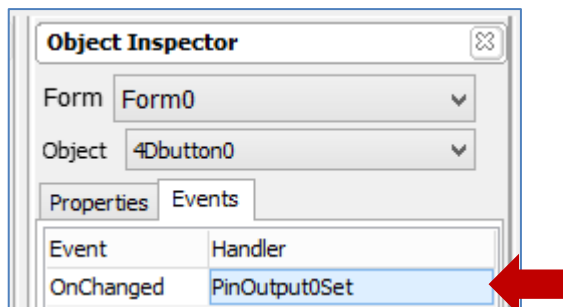 Object Inspector
Form Form0
Object 4Dbutton0
Properties Events
Event Handler
OnChanged PinOutput0Set